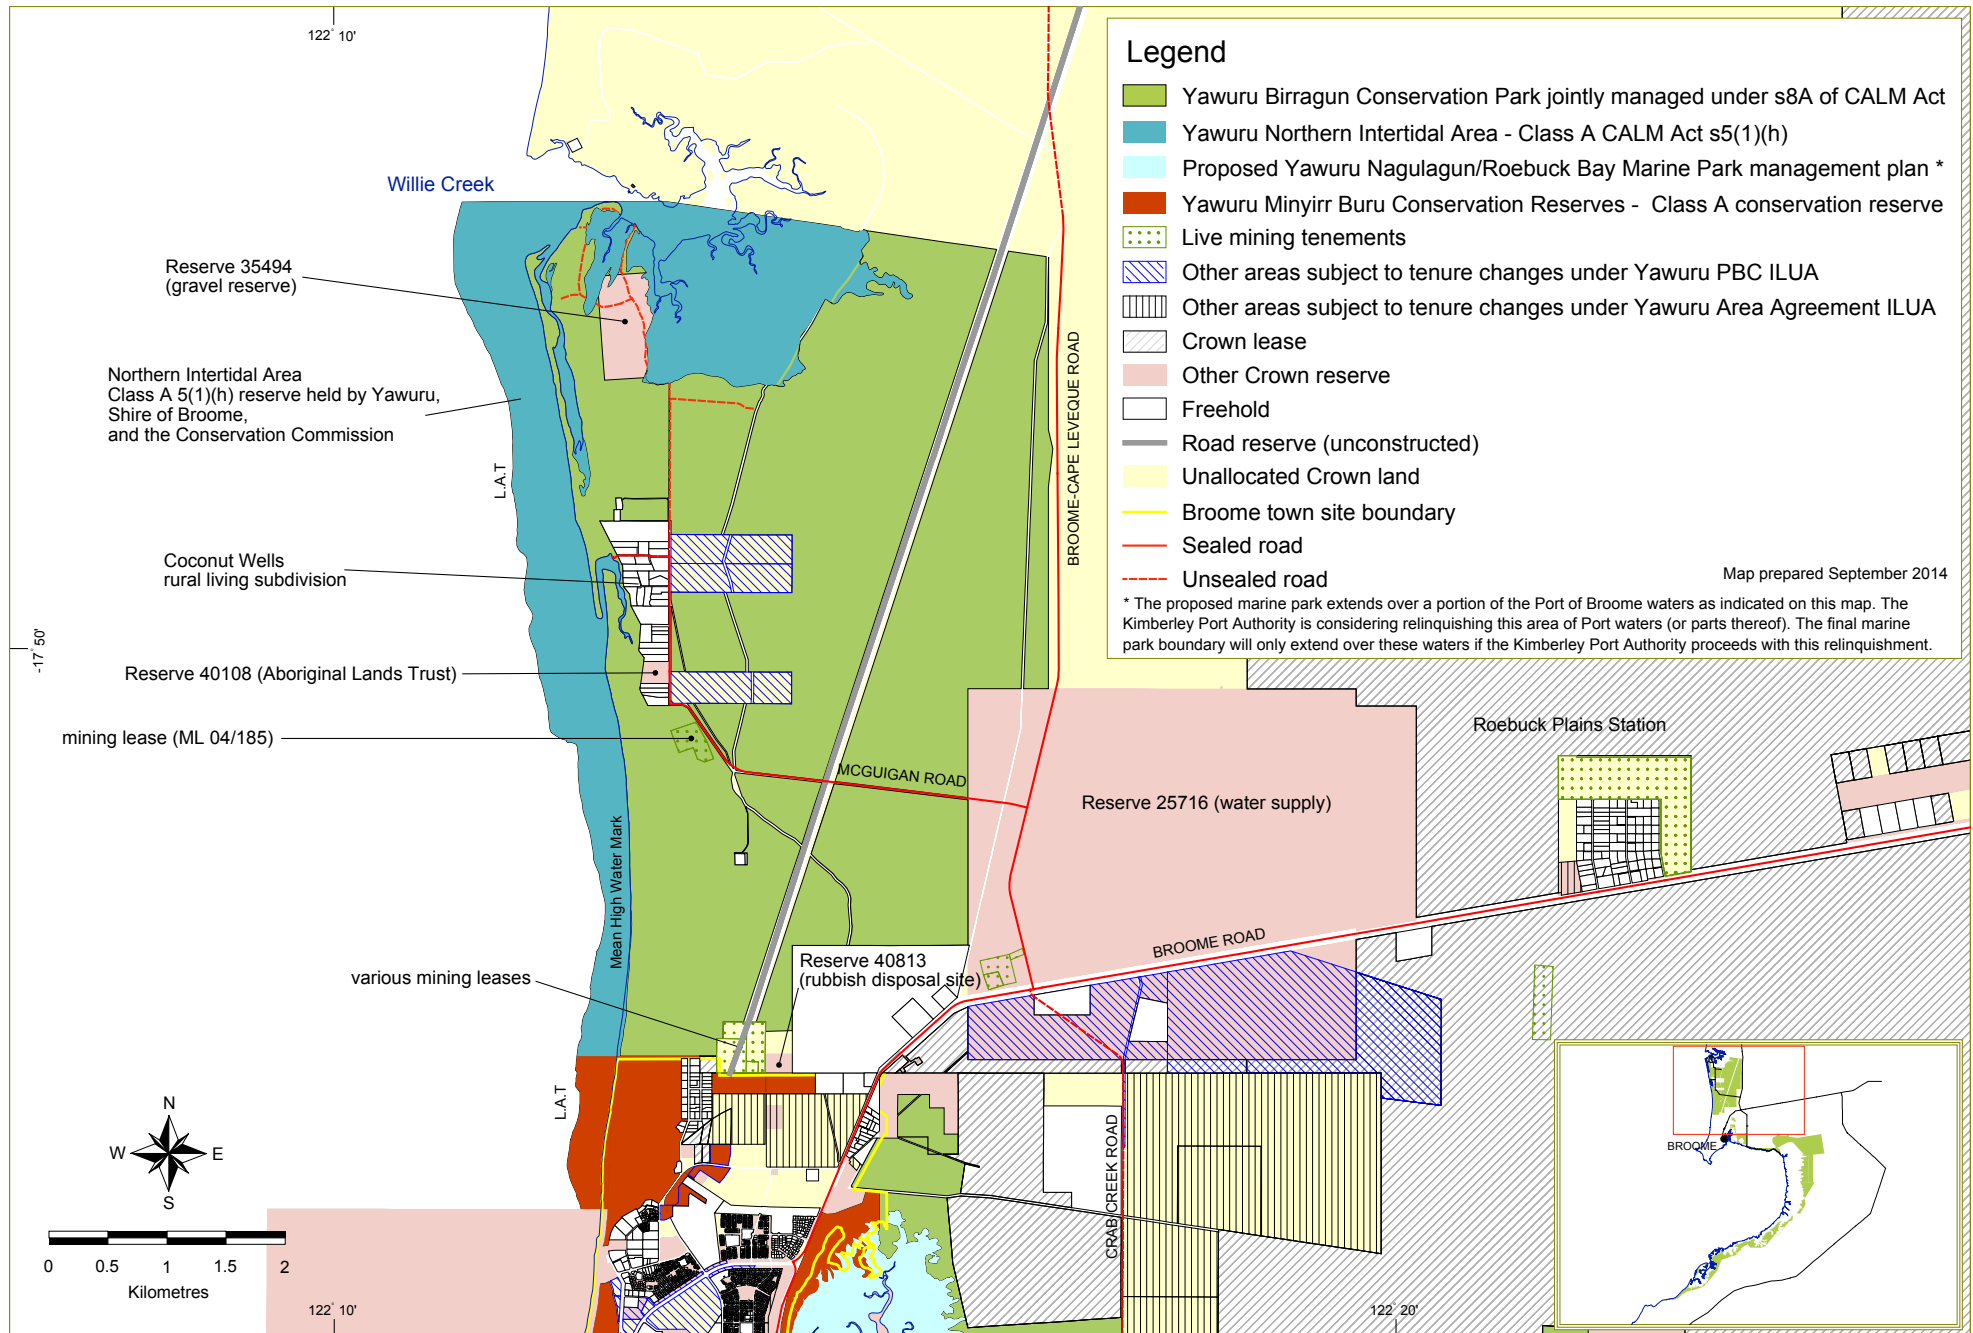 122° 10'
Legend
Yawuru Birragun Conservation Park jointly managed under s8A of CALM Act
Yawuru Northern Intertidal Area - Class A CALM Act s5(1)(h)
Proposed Yawuru Nagulagun/Roebuck Bay Marine Park management plan *
Yawuru Minyirr Buru Conservation Reserves - Class A conservation reserve
Live mining tenements
Other areas subject to tenure changes under Yawuru PBC ILUA
Other areas subject to tenure changes under Yawuru Area Agreement ILUA
Crown lease
Other Crown reserve
Freehold
Road reserve (unconstructed)
Unallocated Crown land
Broome town site boundary
Sealed road
Unsealed road
Map prepared September 2014
* The proposed marine park extends over a portion of the Port of Broome waters as indicated on this map. The
Kimberley Port Authority is considering relinquishing this area of Port waters (or parts thereof). The final marine
park boundary will only extend over these waters if the Kimberley Port Authority proceeds with this relinquishment.
Willie Creek
Reserve 35494
(gravel reserve)
Northern Intertidal Area
Class A 5(1)(h) reserve held by Yawuru,
Shire of Broome,
and the Conservation Commission
L.A.T
BROOME-CAPE LEVEQUE ROAD
Coconut Wells
rural living subdivision
-17° 50'
Reserve 40108 (Aboriginal Lands Trust)
mining lease (ML 04/185)
MCGUIGAN ROAD
Roebuck Plains Station
Reserve 25716 (water supply)
Mean High Water Mark
BROOME ROAD
various mining leases
Reserve 40813
(rubbish disposal site)
L.A.T
CRAB CREEK ROAD
N
W
E
S
0
0.5
1
1.5
2
Kilometres
122° 10'
122° 20'
BROOME